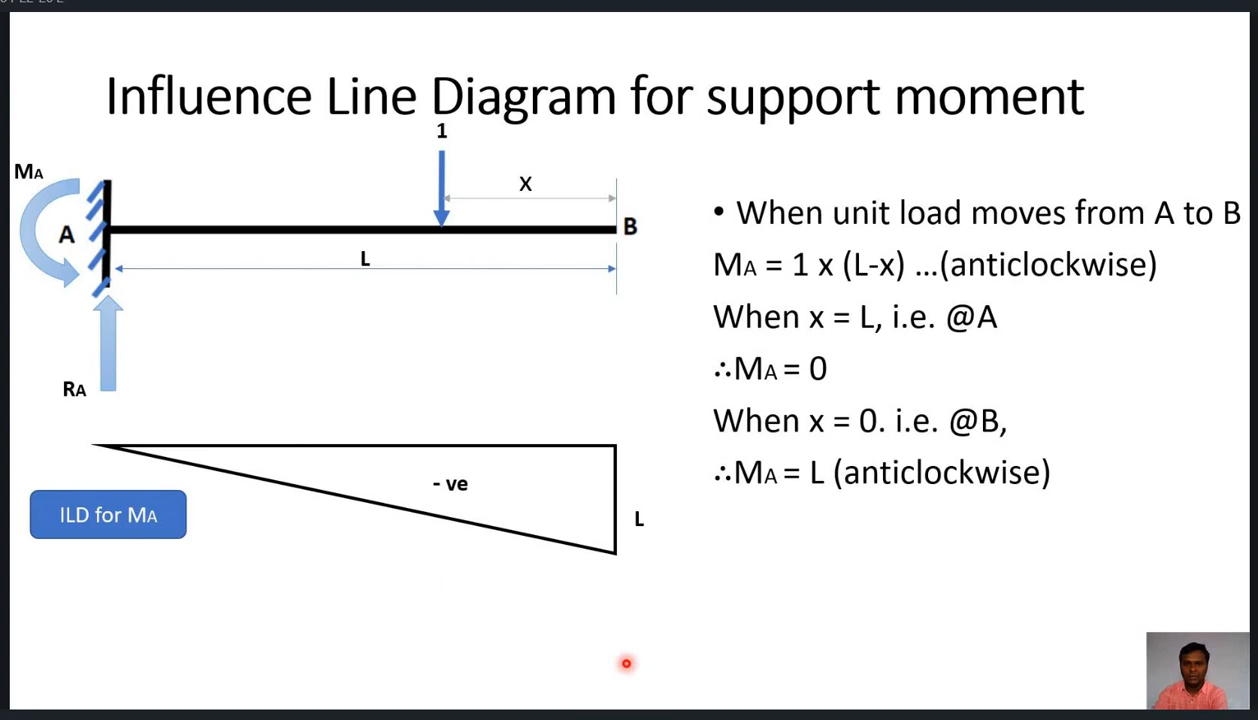 Influence Line Diagram for support moment
1
MA
X
A
B
L
RA
• When unit load moves from A to B
MA = 1 x (L-x) ...(anticlockwise)
When x = L, i.e. @A
∴MA = 0
When x = 0. i.e. @B,
∴MA = L (anticlockwise)
- ve
ILD for MA
L